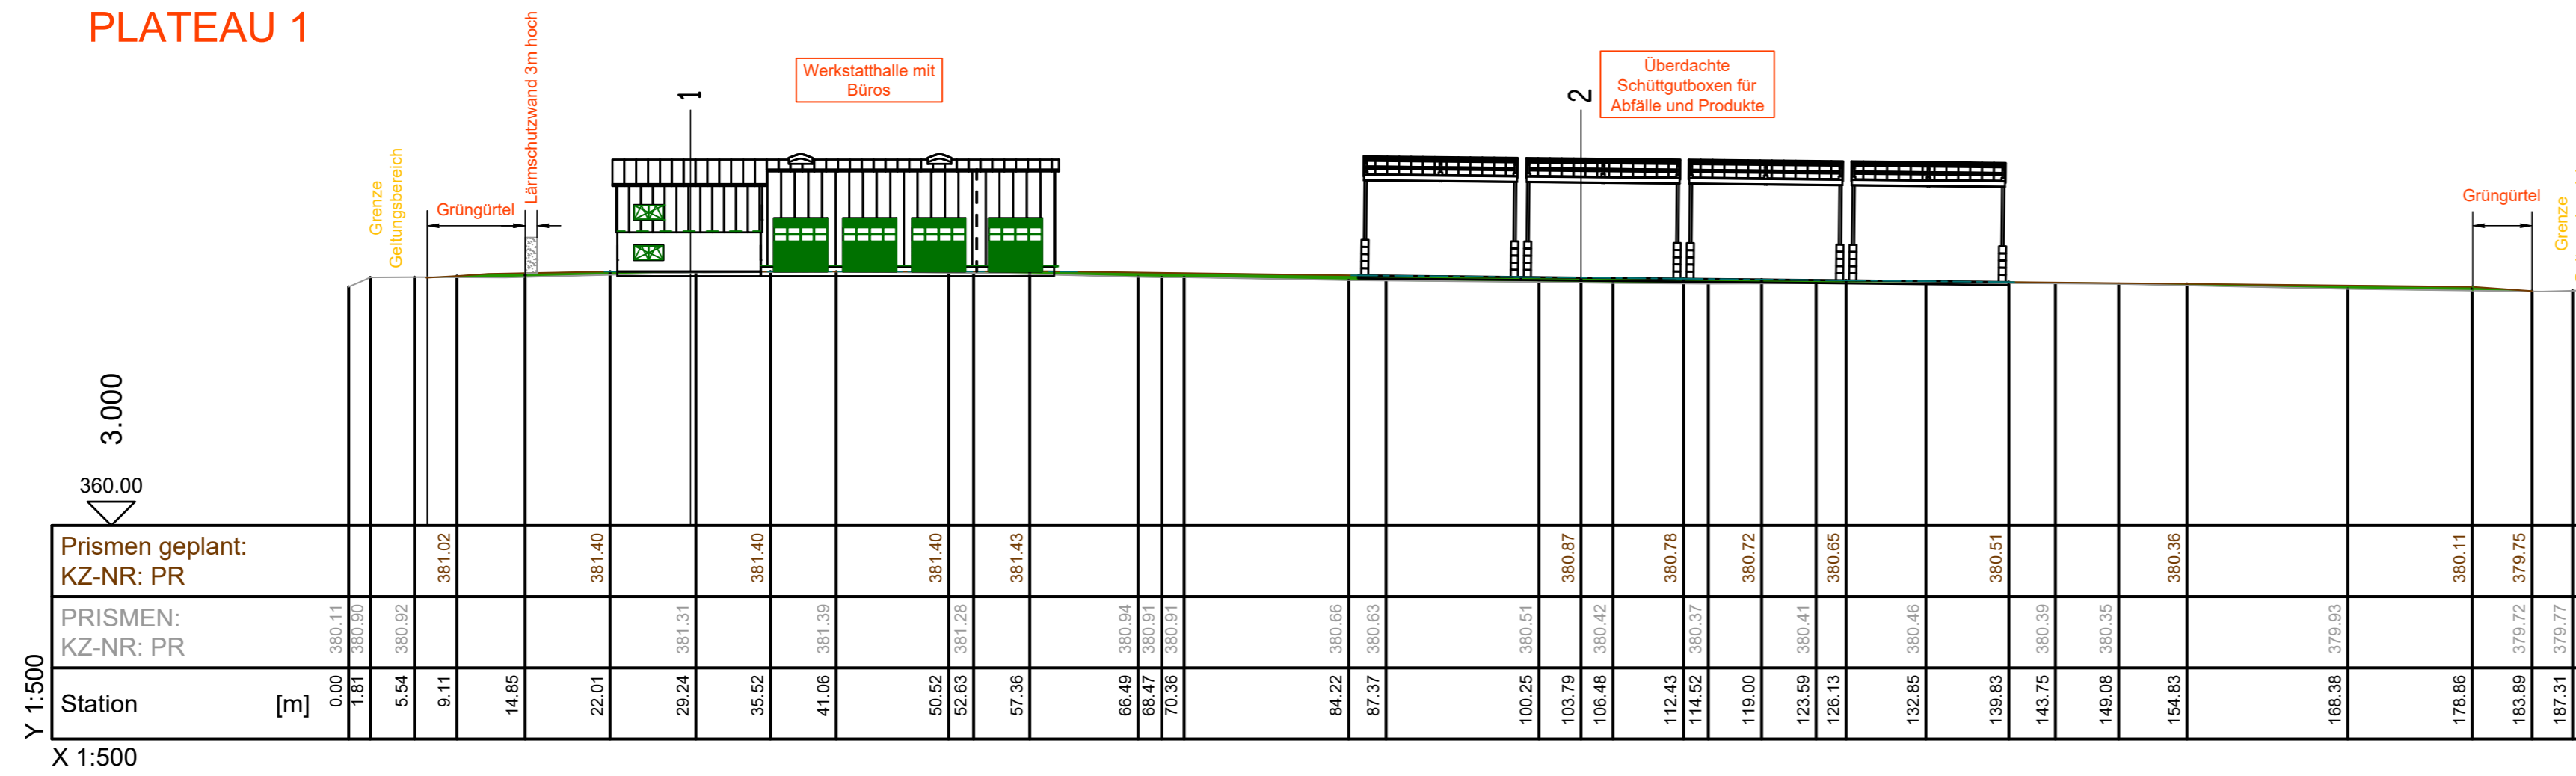 PLATEAU 1
Grenze
Geltungsbereich
Grüngürtel
Lärmschutzwand 3m hoch
1
Werkstatthalle mit
Büros
2
Überdachte
Schüttgutboxen für
Abfälle und Produkte
Grüngürtel
Grenze
3.000
360.00
Prismen geplant:
KZ-NR: PR
381.02 381.40 381.40 381.40 381.43 380.87 380.78 380.72 380.65 380.51 380.36 380.11 379.75
PRISMEN:
KZ-NR: PR
380.11 380.90 380.92 381.31 381.39 381.28 380.94 380.91 380.91 380.66 380.63 380.51 380.42 380.37 380.41 380.46 380.39 380.35 379.93 379.72 379.77
Station [m]
0.00 1.81 5.54 9.11 14.85 22.01 29.24 35.52 41.06 50.52 52.63 57.36 66.49 68.47 70.36 84.22 87.37 100.25 103.79 106.48 112.43 114.52 119.00 123.59 126.13 132.85 139.83 143.75 149.08 154.83 168.38 178.86 183.89 187.31
Y 1:500
X 1:500